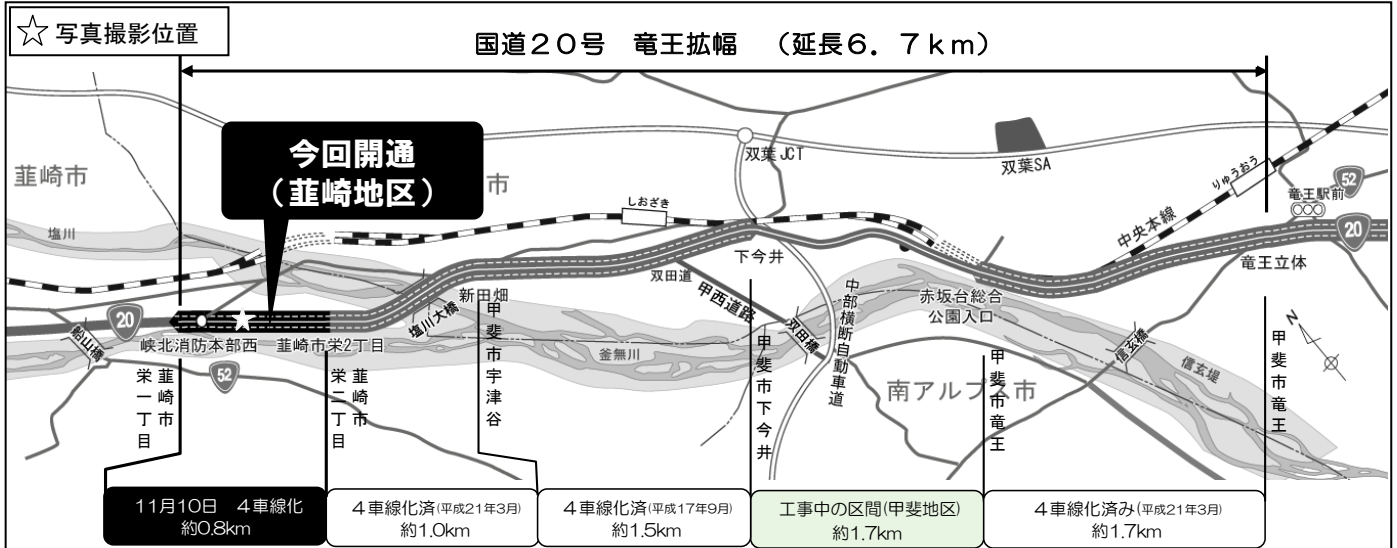 ☆ 写真撮影位置
国道20号　竜王拡幅　（延長6．7km）
今回開通
（韮崎地区）
韮崎市
市
双葉JCT
双葉SA
りゅうおう
竜王駅前
52
20
しおざき
中央本線
塩川
下今井
竜王立体
双田道
新田畑
甲西道路
赤坂台総合
公園入口
20
塩川大橋
双田橋
中部横断自動車道
船山橋
峡北消防本部西
韮崎市栄2丁目
釜無川
信玄橋
信玄堤
N
52
南アルプス市
韮崎市
栄一丁目
韮崎市
栄二丁目
甲斐市宇津谷
甲斐市下今井
甲斐市竜王
甲斐市竜王
11月10日　4車線化
約0.8km
4車線化済(平成21年3月)
約1.0km
4車線化済(平成17年9月)
約1.5km
工事中の区間(甲斐地区)
約1.7km
4車線化済み(平成21年3月)
約1.7km